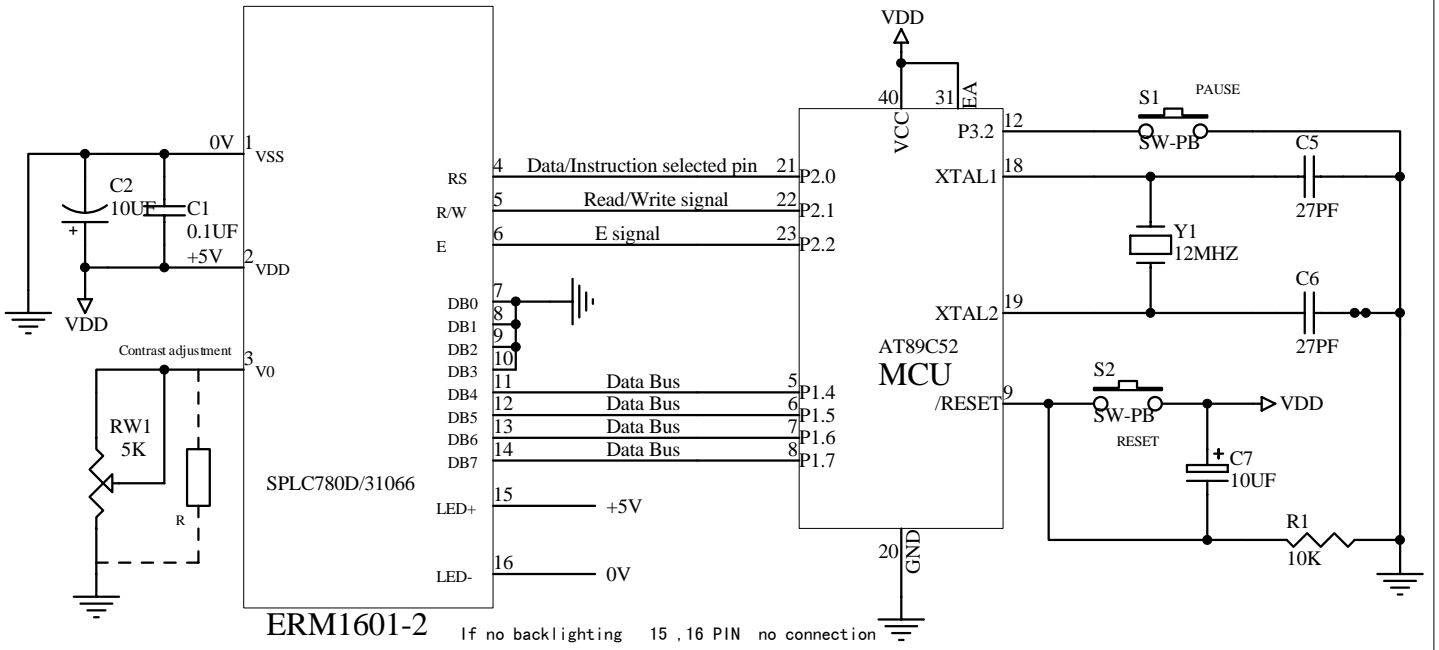 VDD
40
31
EA
VCC
S1
PAUSE
12
P3.2
SW-PB
C5
0V
1
VSS
C2
10UF
+
C1
0.1UF
+5V
2
VDD
VDD
RS
4
Data/Instruction selected pin
21
P2.0
R/W
5
Read/Write signal
22
P2.1
E
6
E signal
23
P2.2
XTAL1
18
27PF
Y1
12MHZ
DB0
7
DB1
8
DB2
9
DB3
10
XTAL2
19
C6
27PF
Contrast adjustment
3
V0
RW1
5K
R
DB4
11
Data Bus
5
P1.4
DB5
12
Data Bus
6
P1.5
DB6
13
Data Bus
7
P1.6
DB7
14
Data Bus
8
P1.7
AT89C52
MCU
/RESET
9
S2
SW-PB
RESET
VDD
+
C7
10UF
SPLC780D/31066
LED+
15
+5V
LED-
16
0V
20
GND
R1
10K
ERM1601-2
If no backlighting 15 ,16 PIN no connection